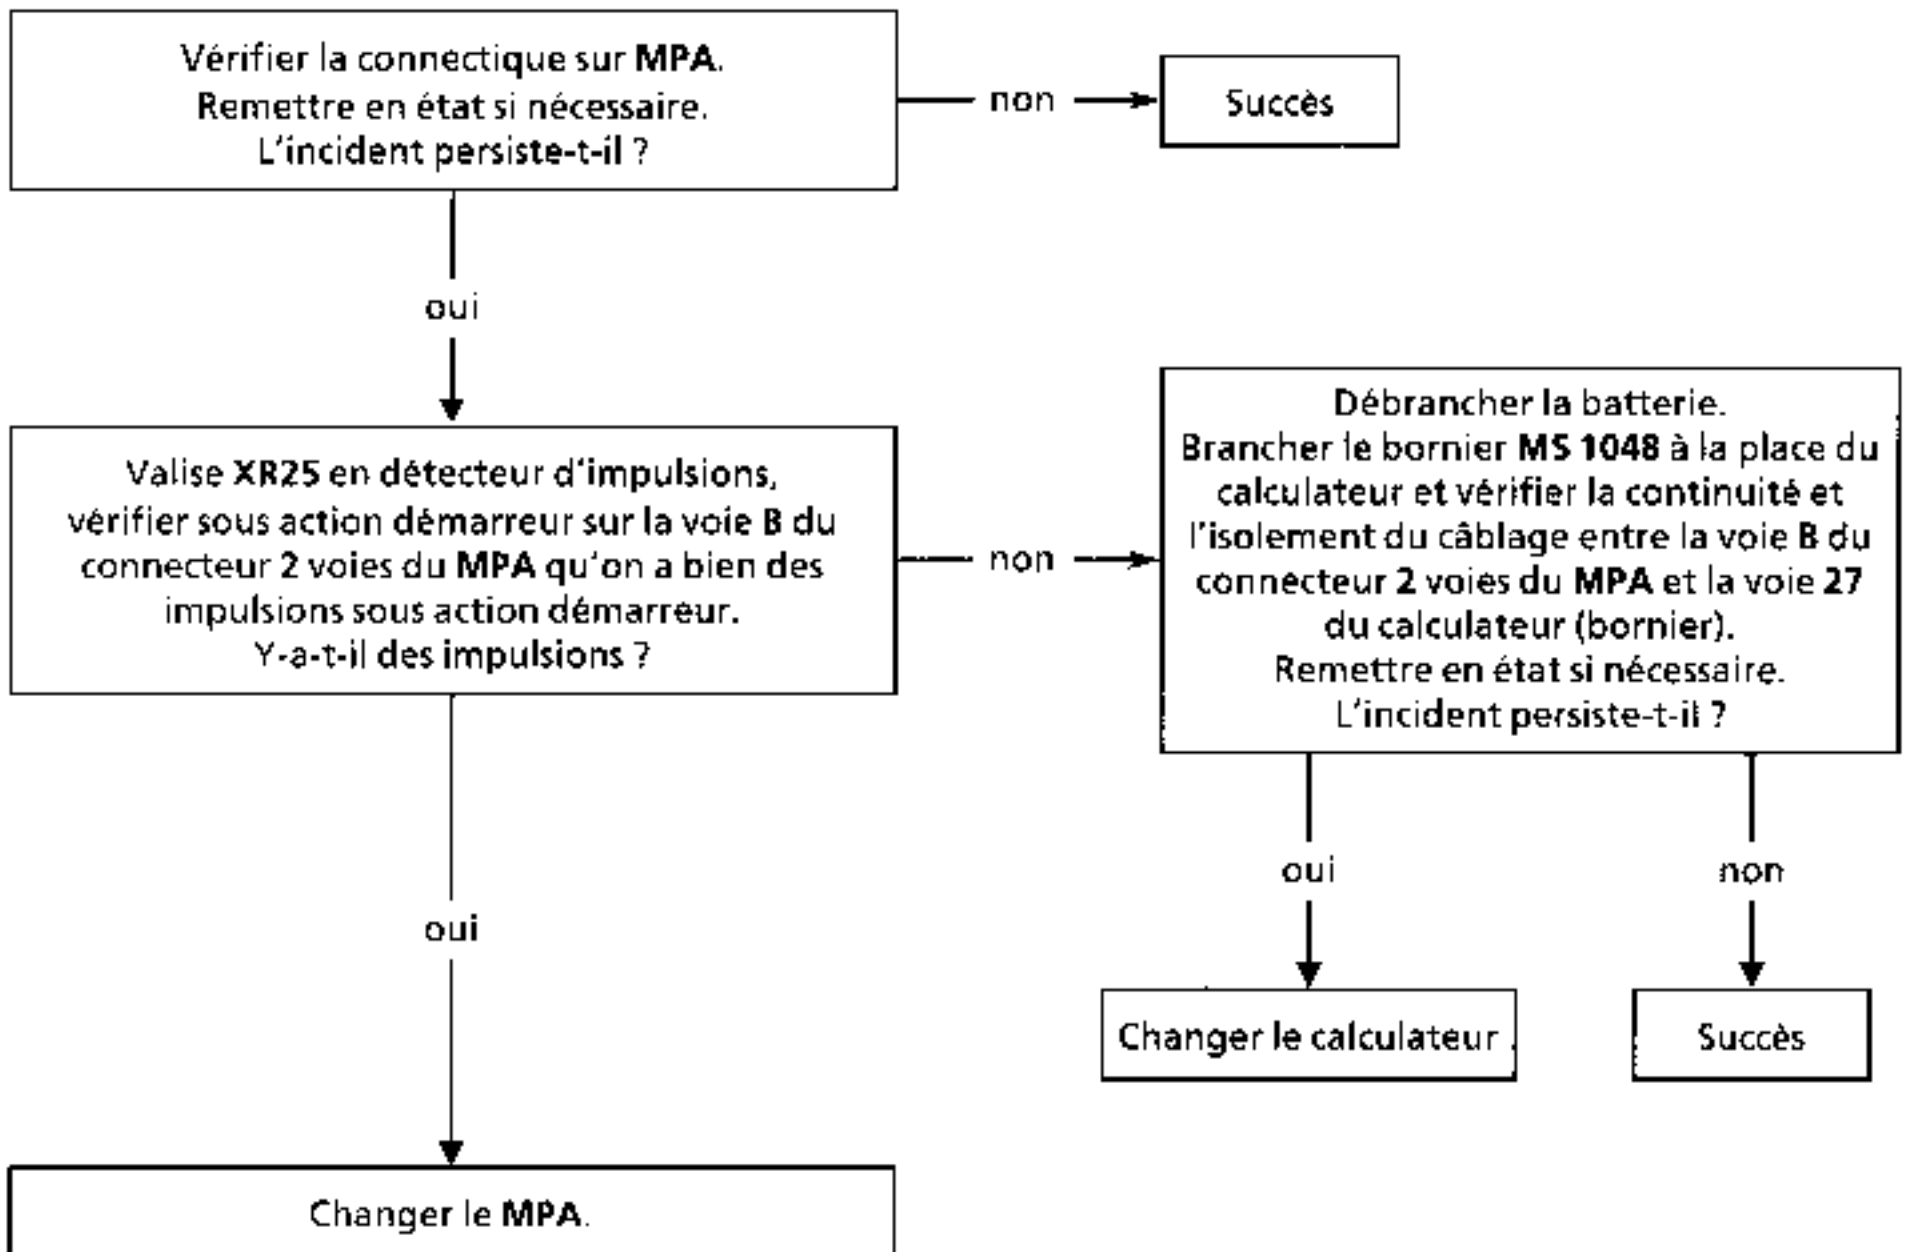 Vérifier la connectique sur MPA.
Remettre en état si nécessaire.
L'incident persiste-t-il ?
non
Succès
oui
Valise XR25 en détecteur d'impulsions,
vérifier sous action démarreur sur la voie B du
connecteur 2 voies du MPA qu'on a bien des
impulsions sous action démarreur.
Y-a-t-il des impulsions ?
non
Débrancher la batterie.
Brancher le bornier MS 1048 à la place du
calculateur et vérifier la continuité et
l'isolement du câblage entre la voie B du
connecteur 2 voies du MPA et la voie 27
du calculateur (bornier).
Remettre en état si nécessaire.
L'incident persiste-t-il ?
oui
non
oui
Changer le calculateur
Succès
Changer le MPA.